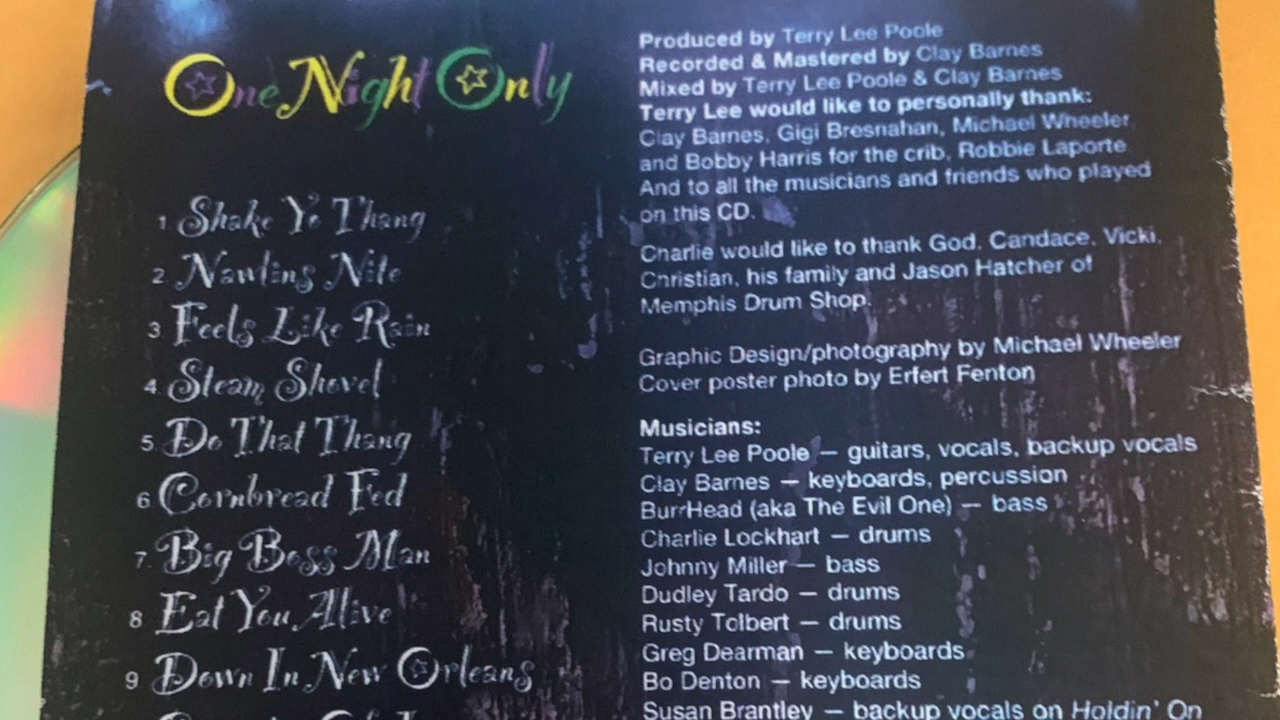 One Night Only
1. Shake Yo Thang
2. Nawlins Nite
3. Feels Like Rain
4. Steam Shovel
5. Do That Thang
6. Cornbread Fed
7. Big Boss Man
8. Eat You Alive
9. Down In New Orleans
Produced by Terry Lee Poole
Recorded & Mastered by Clay Barnes
Mixed by Terry Lee Poole & Clay Barnes
Terry Lee would like to personally thank:
Clay Barnes, Gigi Bresnahan, Michael Wheeler
and Bobby Harris for the crib, Robbie Laporte
And to all the musicians and friends who played
on this CD.
Charlie would like to thank God, Candace, Vicki,
Christian, his family and Jason Hatcher of
Memphis Drum Shop.
Graphic Design/photography by Michael Wheeler
Cover poster photo by Erfert Fenton
Musicians:
Terry Lee Poole — guitars, vocals, backup vocals
Clay Barnes — keyboards, percussion
BurrHead (aka The Evil One) — bass
Charlie Lockhart — drums
Johnny Miller — bass
Dudley Tardo — drums
Rusty Tolbert — drums
Greg Dearman — keyboards
Bo Denton — keyboards
Susan Brantley — backup vocals on Holdin' On